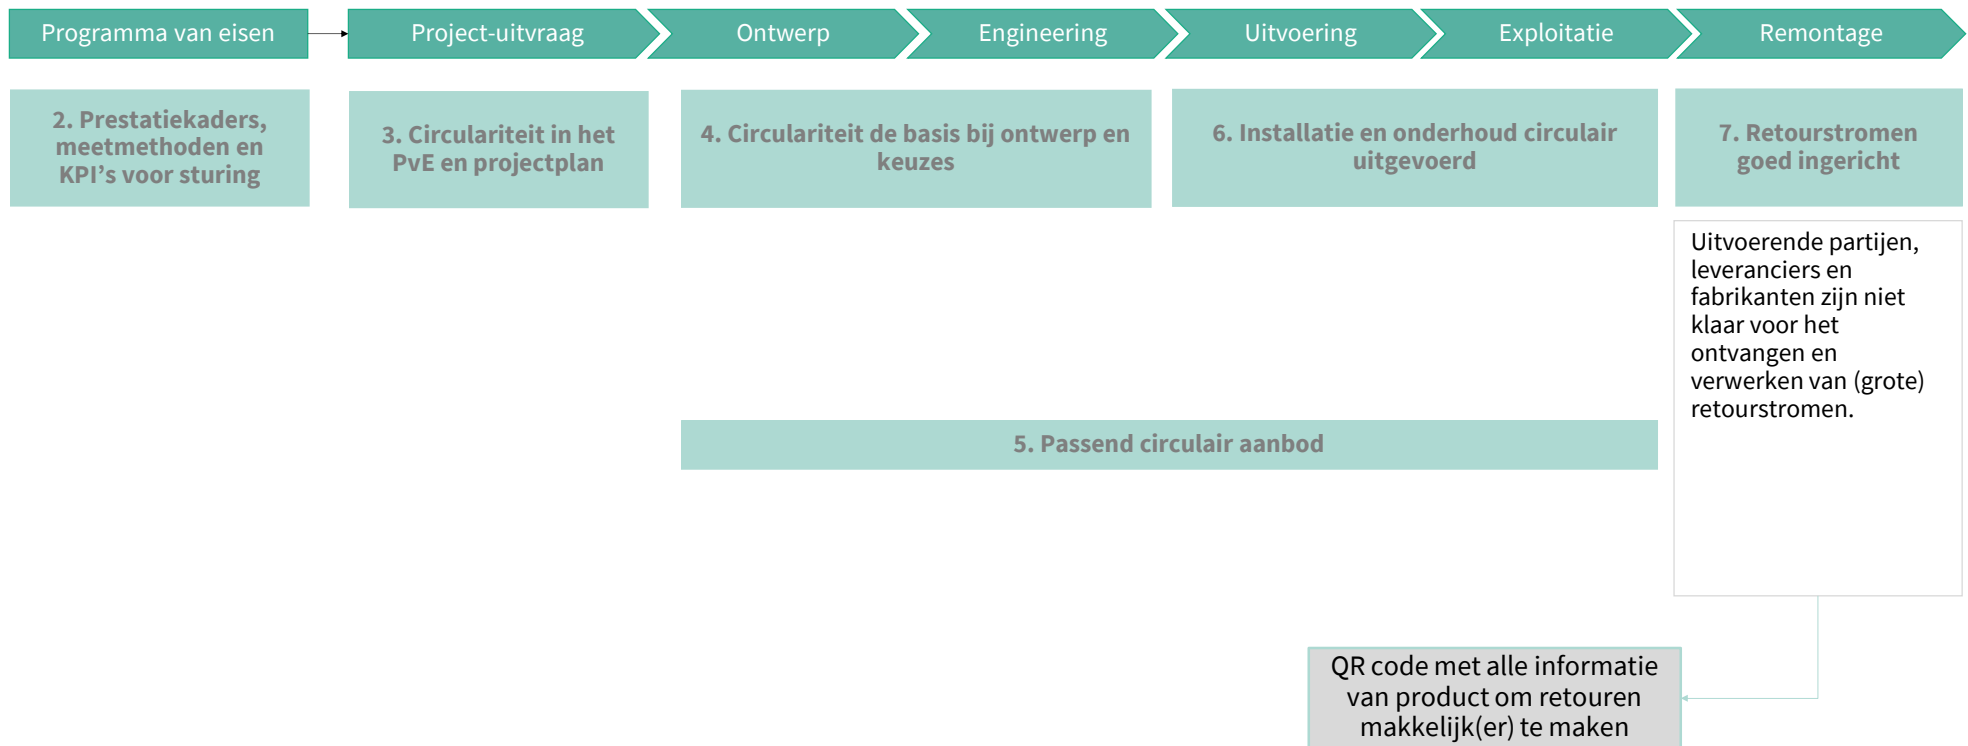 Programma van eisen
Project-uitvraag
Ontwerp
Engineering
Uitvoering
Exploitatie
Remontage
2. Prestatiekaders,
meetmethoden en
KPI’s voor sturing
3. Circulariteit in het
PvE en projectplan
4. Circulariteit de basis bij ontwerp en
keuzes
6. Installatie en onderhoud circulair
uitgevoerd
7. Retourstromen
goed ingericht
Uitvoerende partijen,
leveranciers en
fabrikanten zijn niet
klaar voor het
ontvangen en
verwerken van (grote)
retourstromen.
5. Passend circulair aanbod
QR code met alle informatie
van product om retouren
makkelijk(er) te maken